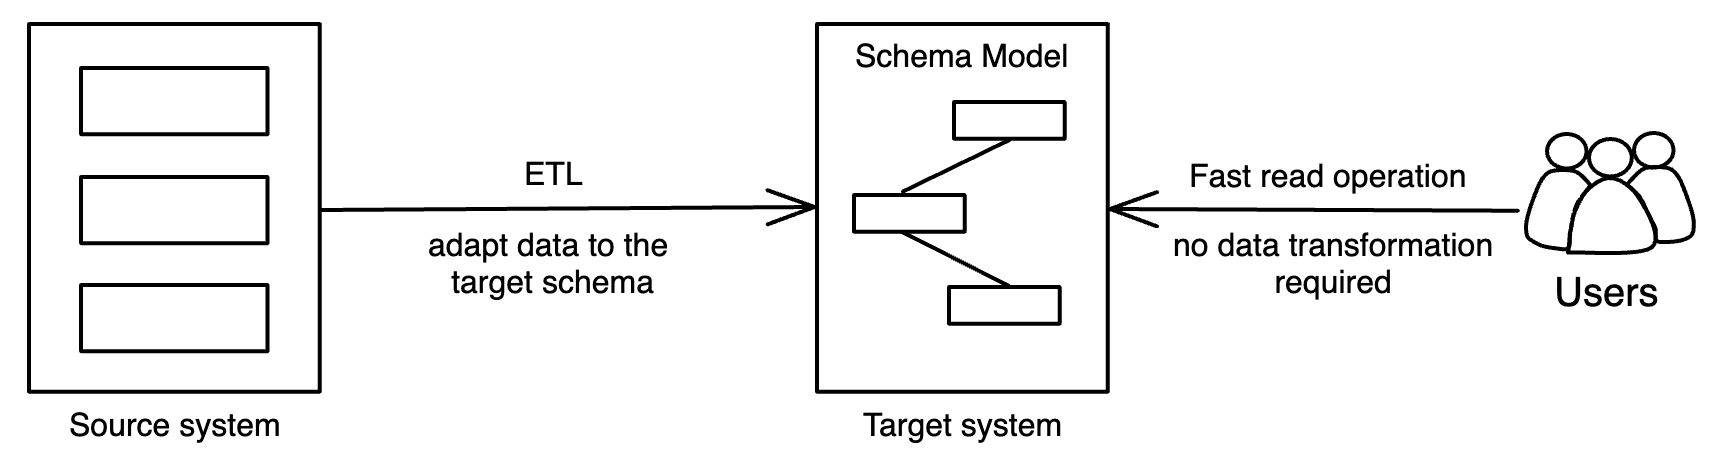 Schema Model
ETL
adapt data to the
target schema
Fast read operation
no data transformation
required
Users
Source system
Target system